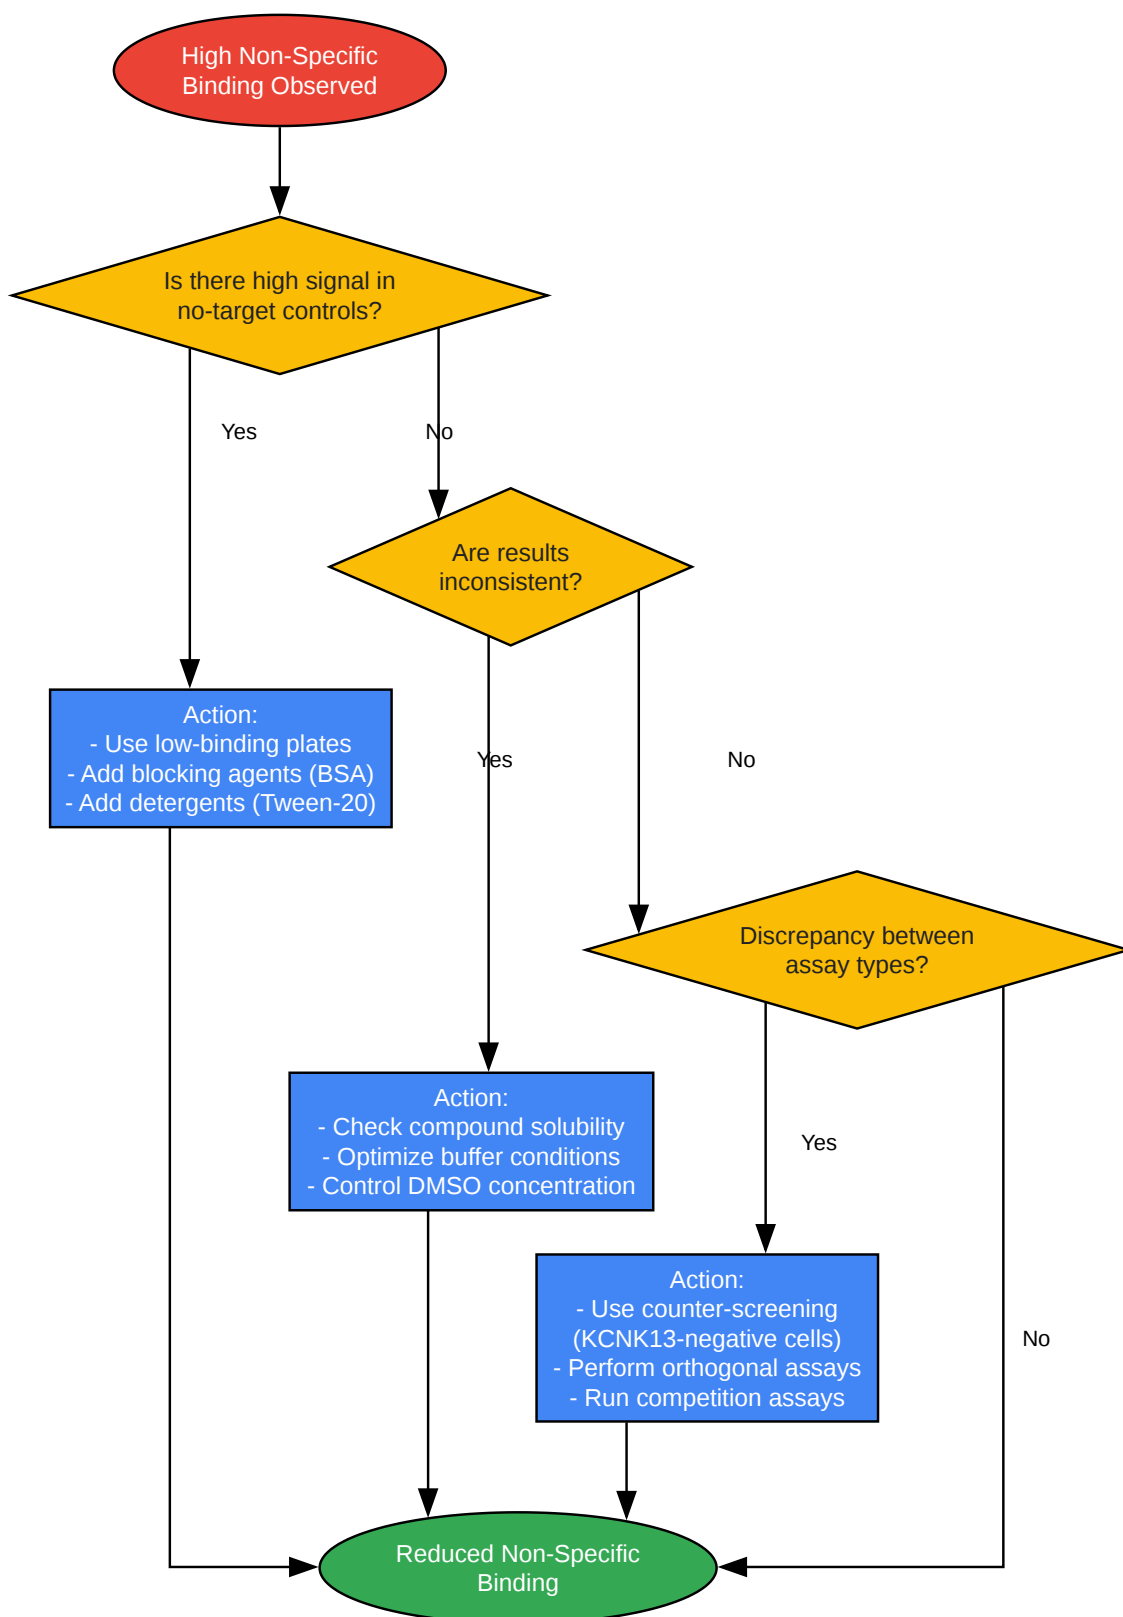 High Non-Specific
Binding Observed
Is there high signal in
no-target controls?
Yes
No
Are results
inconsistent?
Action:
- Use low-binding plates
- Add blocking agents (BSA)
- Add detergents (Tween-20)
Yes
No
Discrepancy between
assay types?
Action:
- Check compound solubility
- Optimize buffer conditions
- Control DMSO concentration
Yes
Action:
- Use counter-screening
(KCNK13-negative cells)
- Perform orthogonal assays
- Run competition assays
No
Reduced Non-Specific
Binding